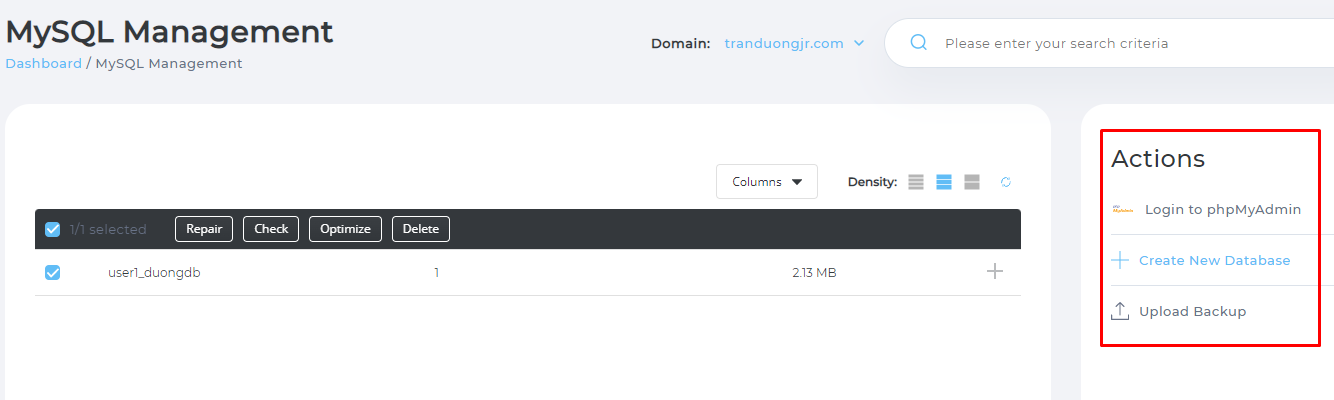 MySQL Management
Domain: tranduongjr.com
Please enter your search criteria
Dashboard / MySQL Management
Actions
Columns
Density:
Login to phpMyAdmin
1/1 selected Repair Check Optimize Delete
Create New Database
user1_duongdb 1 2.13 MB
Upload Backup